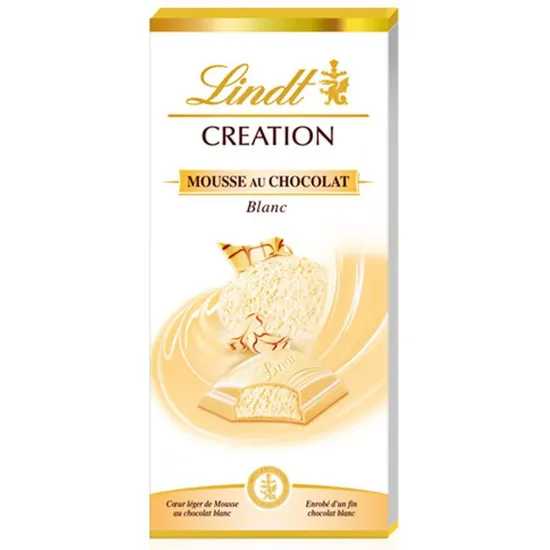 Lindt
CREATION
MOUSSE AU CHOCOLAT
Blanc
Lindt
Cœur léger de Mousse
au chocolat blanc
Enrobé d'un fin
chocolat blanc